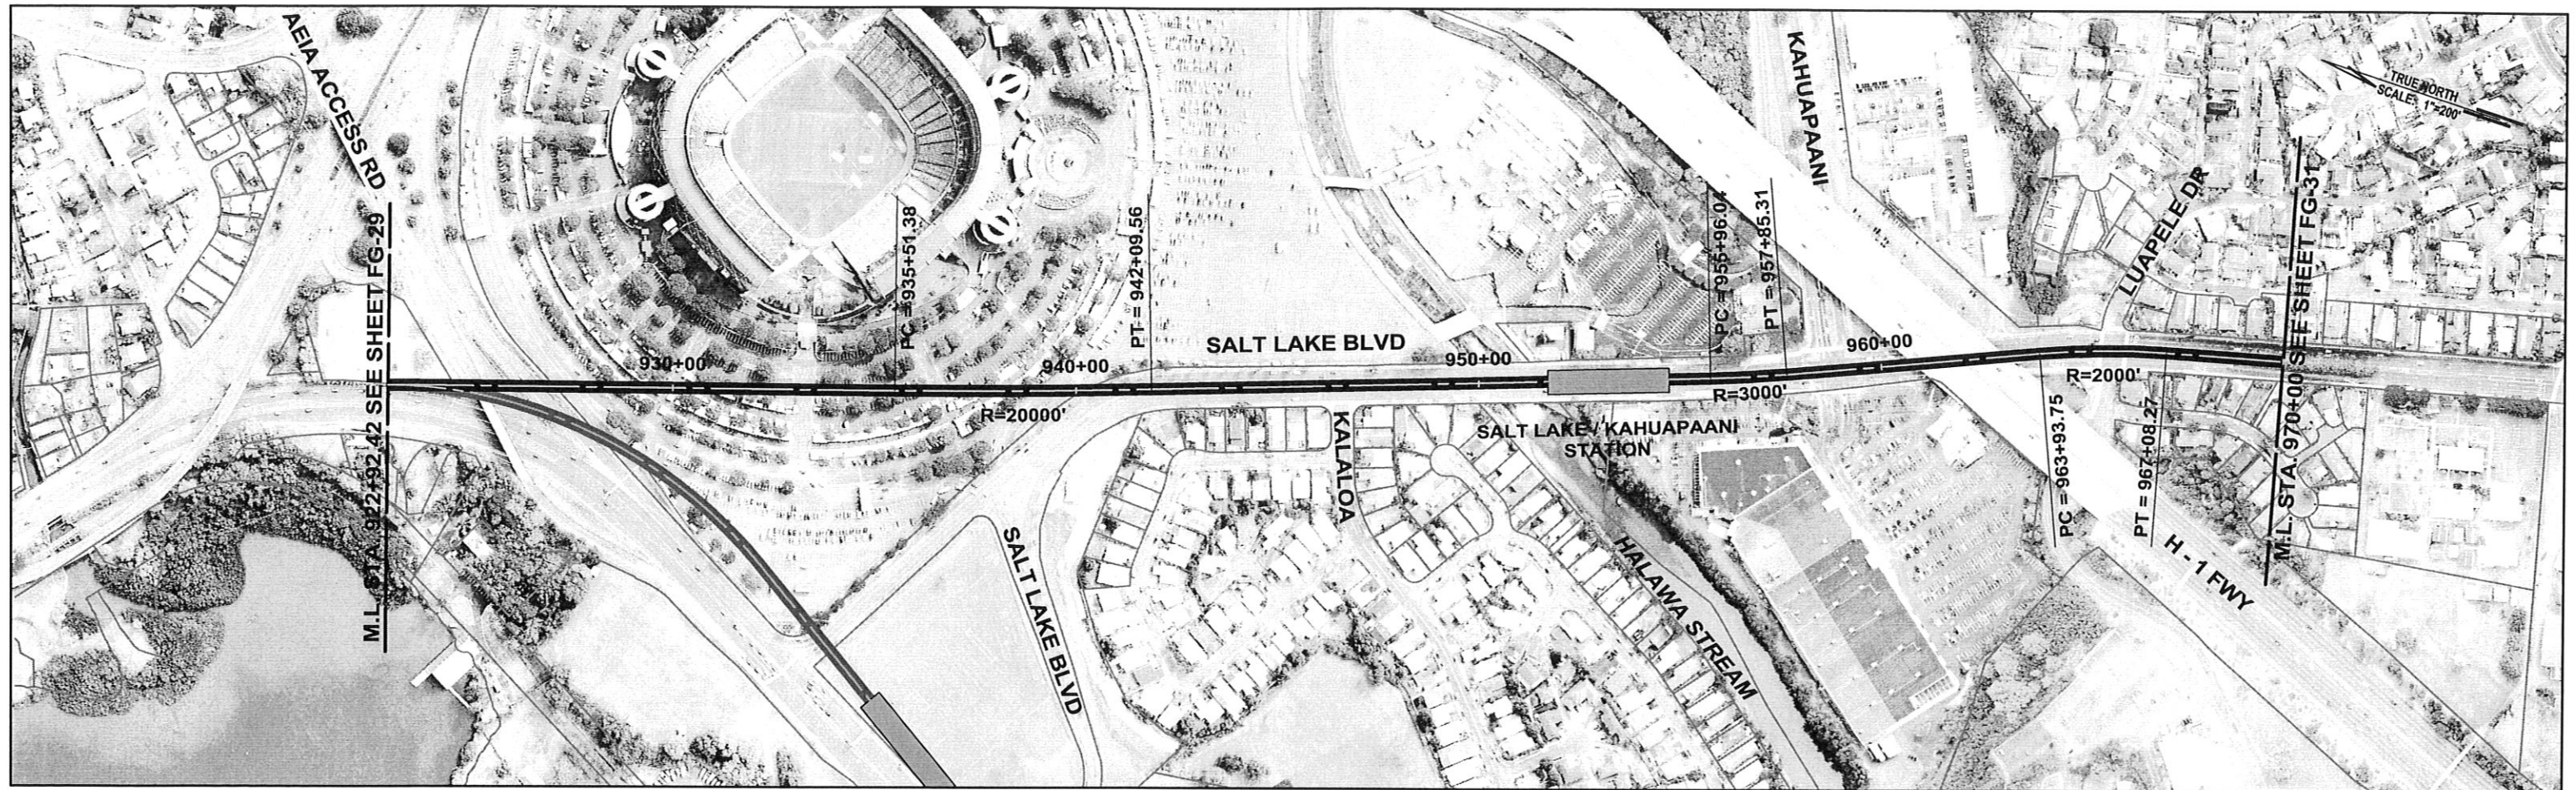 AEIA ACCESS RD
M.L. STA. 922+92.42 SEE SHEET FG-29
930+00
PC = 935+51.38
R=20000'
940+00
PT = 942+09.56
SALT LAKE BLVD
SALT LAKE BLVD
KALALOA
950+00
SALT LAKE / KAHUAPAANI
STATION
HALAWA STREAM
PC = 955+96.04
R=3000'
PT = 957+85.31
KAHUAPAANI
960+00
PC = 963+93.75
R=2000'
PT = 967+08.27
H - 1 FWY
LUAPELE DR
M.L. STA. 970+00 SEE SHEET FG-31
TRUE NORTH
SCALE: 1"=200'